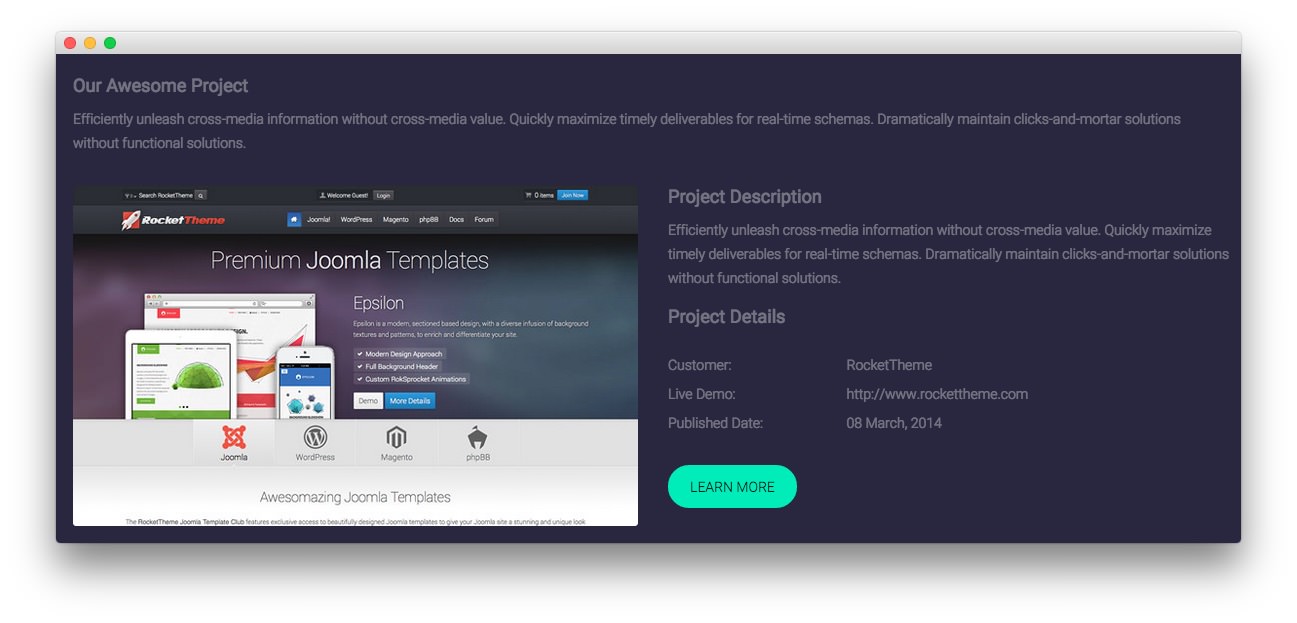 Our Awesome Project
Efficiently unleash cross-media information without cross-media value. Quickly maximize timely deliverables for real-time schemas. Dramatically maintain clicks-and-mortar solutions
without functional solutions.
Search RocketTheme
Welcome Guest! Login
0 items Join Now
RocketTheme
Joomla! WordPress Magento phpBB Docs Forum
Premium Joomla Templates
Epsilon
Epsilon is a modern, sectioned based design, with a diverse infusion of background
textures and patterns, to enrich and differentiate your site.
Modern Design Approach
Full Background Header
Custom RokSprocket Animations
Demo More Details
Joomla WordPress Magento phpBB
Awesomazing Joomla Templates
The RocketTheme Joomla Template Club features exclusive access to beautifully designed Joomla templates to give your Joomla site a stunning and unique look
Project Description
Efficiently unleash cross-media information without cross-media value. Quickly maximize
timely deliverables for real-time schemas. Dramatically maintain clicks-and-mortar solutions
without functional solutions.
Project Details
Customer: RocketTheme
Live Demo: http://www.rockettheme.com
Published Date: 08 March, 2014
LEARN MORE